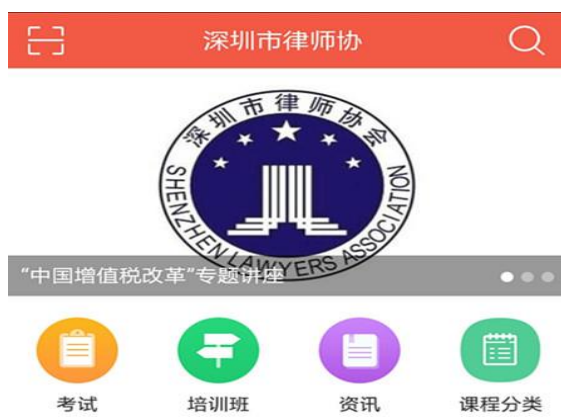 深圳市律师协
深圳市律师协会
SHENZHEN LAWYERS ASSOCIATION
“中国增值税改革”专题讲座
考试
培训班
资讯
课程分类